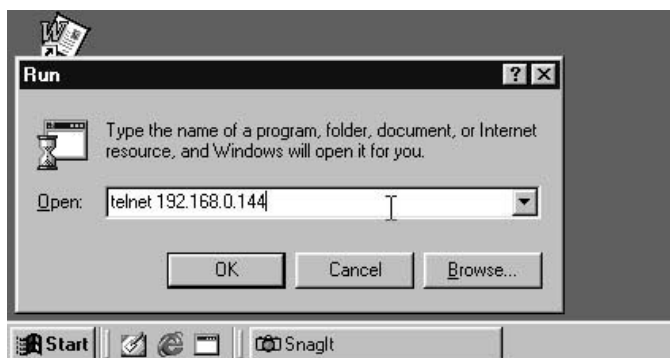 Run
Type the name of a program, folder, document, or Internet
resource, and Windows will open it for you.
Open: telnet 192.168.0.144
OK Cancel Browse...
Start SnagIt